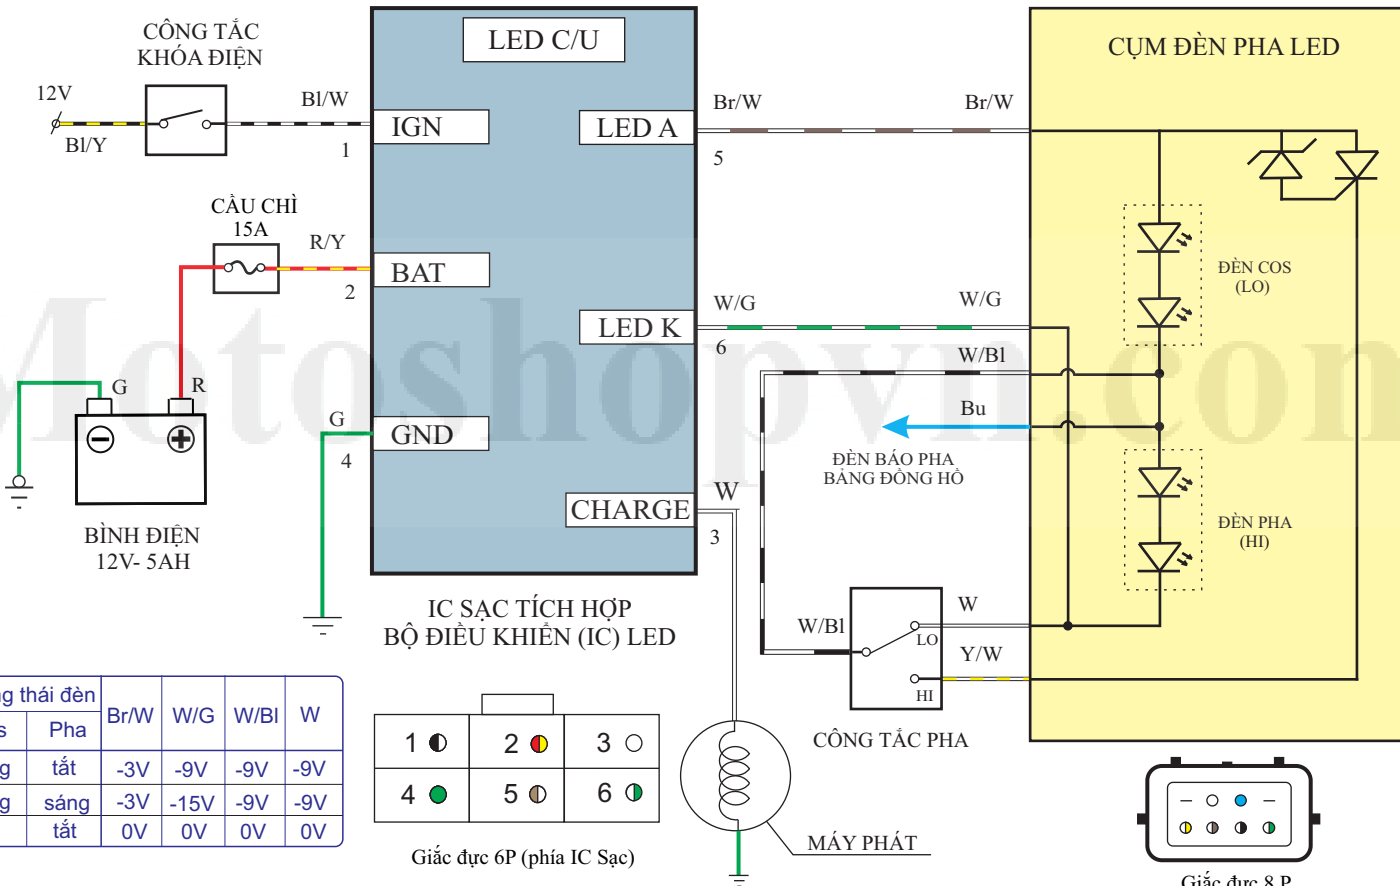 CÔNG TẮC
KHÓA ĐIỆN
12V
Bl/Y
Bl/W
1
LED C/U
IGN
LED A
Br/W
Br/W
5
CỤM ĐÈN PHA LED
CẦU CHÌ
15A
R/Y
2
BAT
LED K
W/G
W/G
6
ĐÈN COS
(LO)
W/Bl
Bu
ĐÈN BÁO PHA
BẢNG ĐỒNG HỒ
G
R
BÌNH ĐIỆN
12V- 5AH
G
4
GND
CHARGE
W
3
ĐÈN PHA
(HI)
Motoshopvn.com
IC SẠC TÍCH HỢP
BỘ ĐIỀU KHIỂN (IC) LED
W/Bl
LO
HI
W
Y/W
CÔNG TẮC PHA
thái đèn Br/W W/G W/Bl W
Pha
tắt -3V -9V -9V -9V
sáng -3V -15V -9V -9V
tắt 0V 0V 0V 0V
1 2 3
4 5 6
Giắc đực 6P (phía IC Sạc)
MÁY PHÁT
Giắc đực 8 P